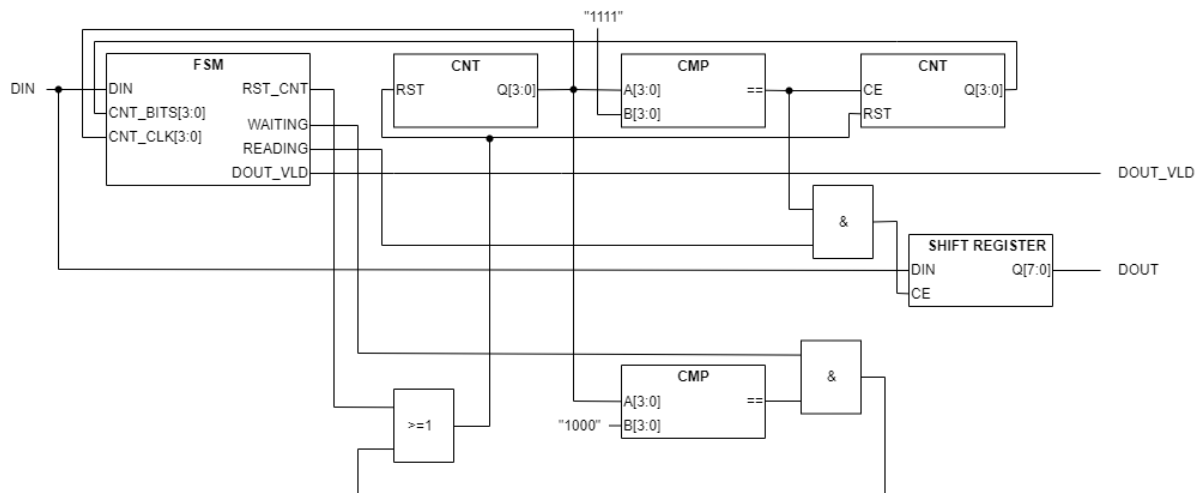 "1111"
FSM
CNT
CMP
CNT
DIN
DIN
RST_CNT
RST
Q[3:0]
A[3:0]
==
CE
Q[3:0]
CNT_BITS[3:0]
B[3:0]
RST
WAITING
CNT_CLK[3:0]
READING
DOUT_VLD
DOUT_VLD
&
SHIFT REGISTER
DIN
Q[7:0]
DOUT
CE
CMP
&
A[3:0]
==
>=1
"1000"
B[3:0]